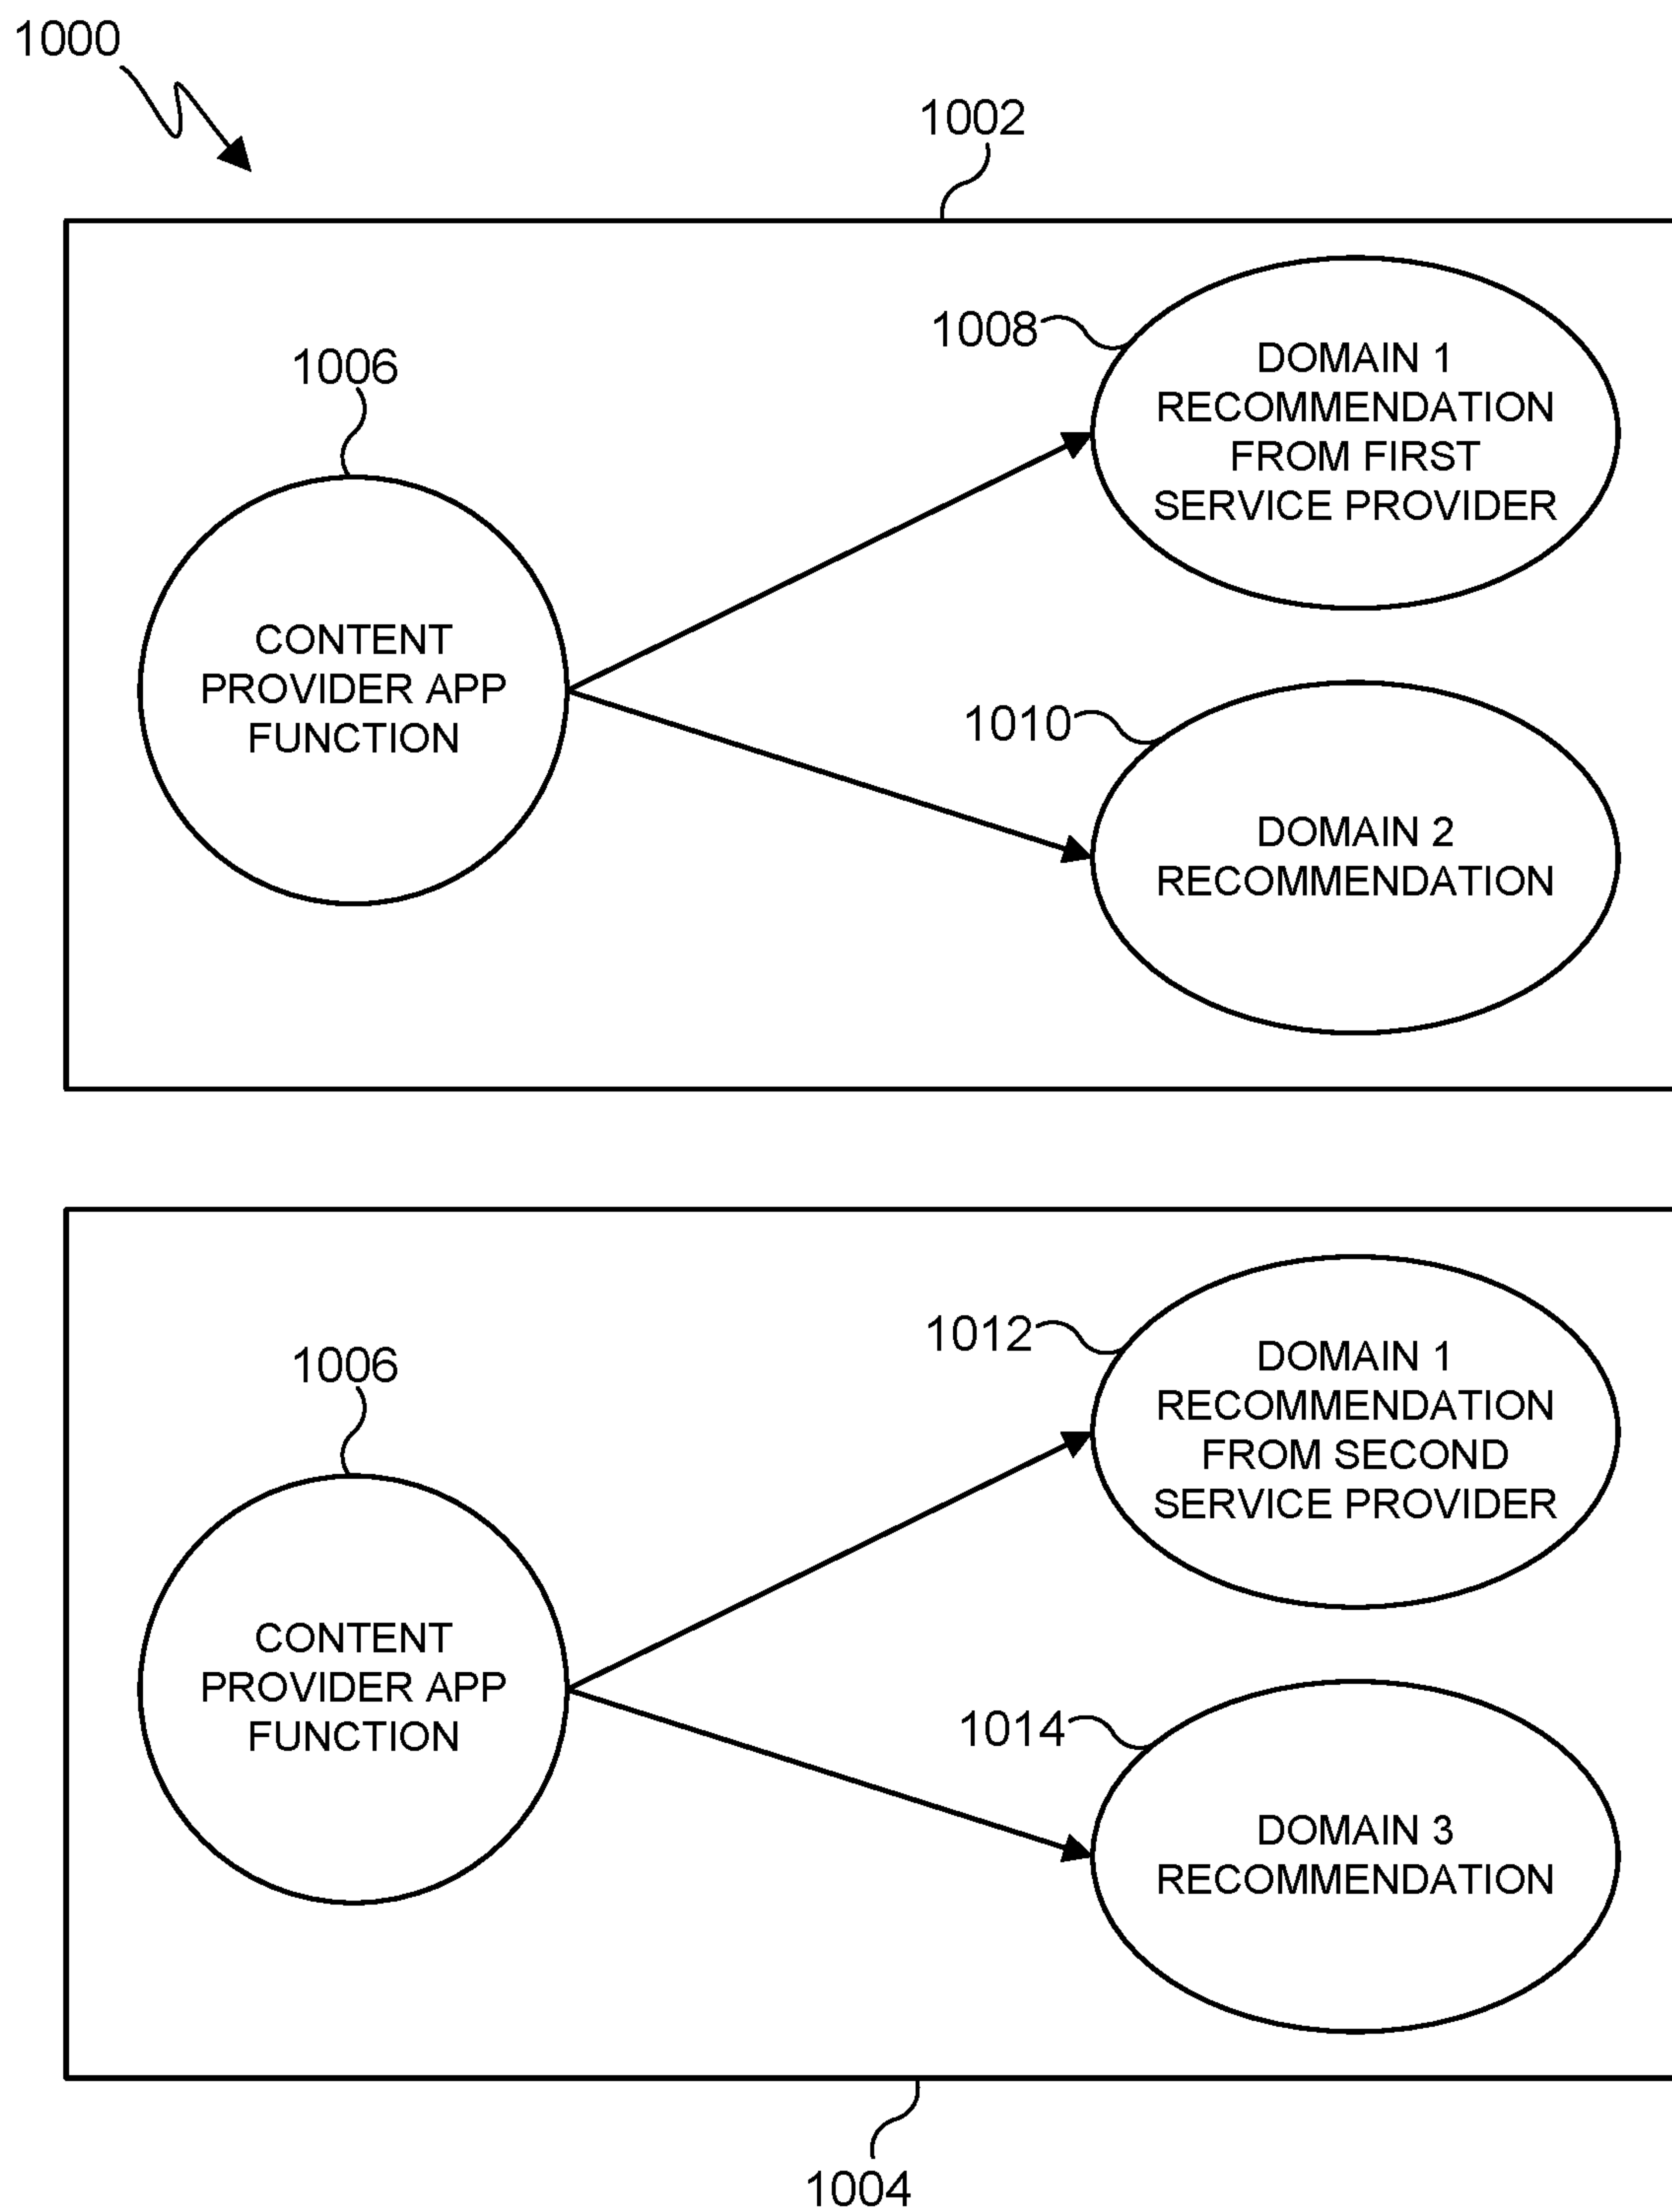 1000
1002
1008
DOMAIN 1
RECOMMENDATION
FROM FIRST
SERVICE PROVIDER
1006
CONTENT
PROVIDER APP
FUNCTION
1010
DOMAIN 2
RECOMMENDATION
1012
DOMAIN 1
RECOMMENDATION
FROM SECOND
SERVICE PROVIDER
1006
CONTENT
PROVIDER APP
FUNCTION
1014
DOMAIN 3
RECOMMENDATION
1004